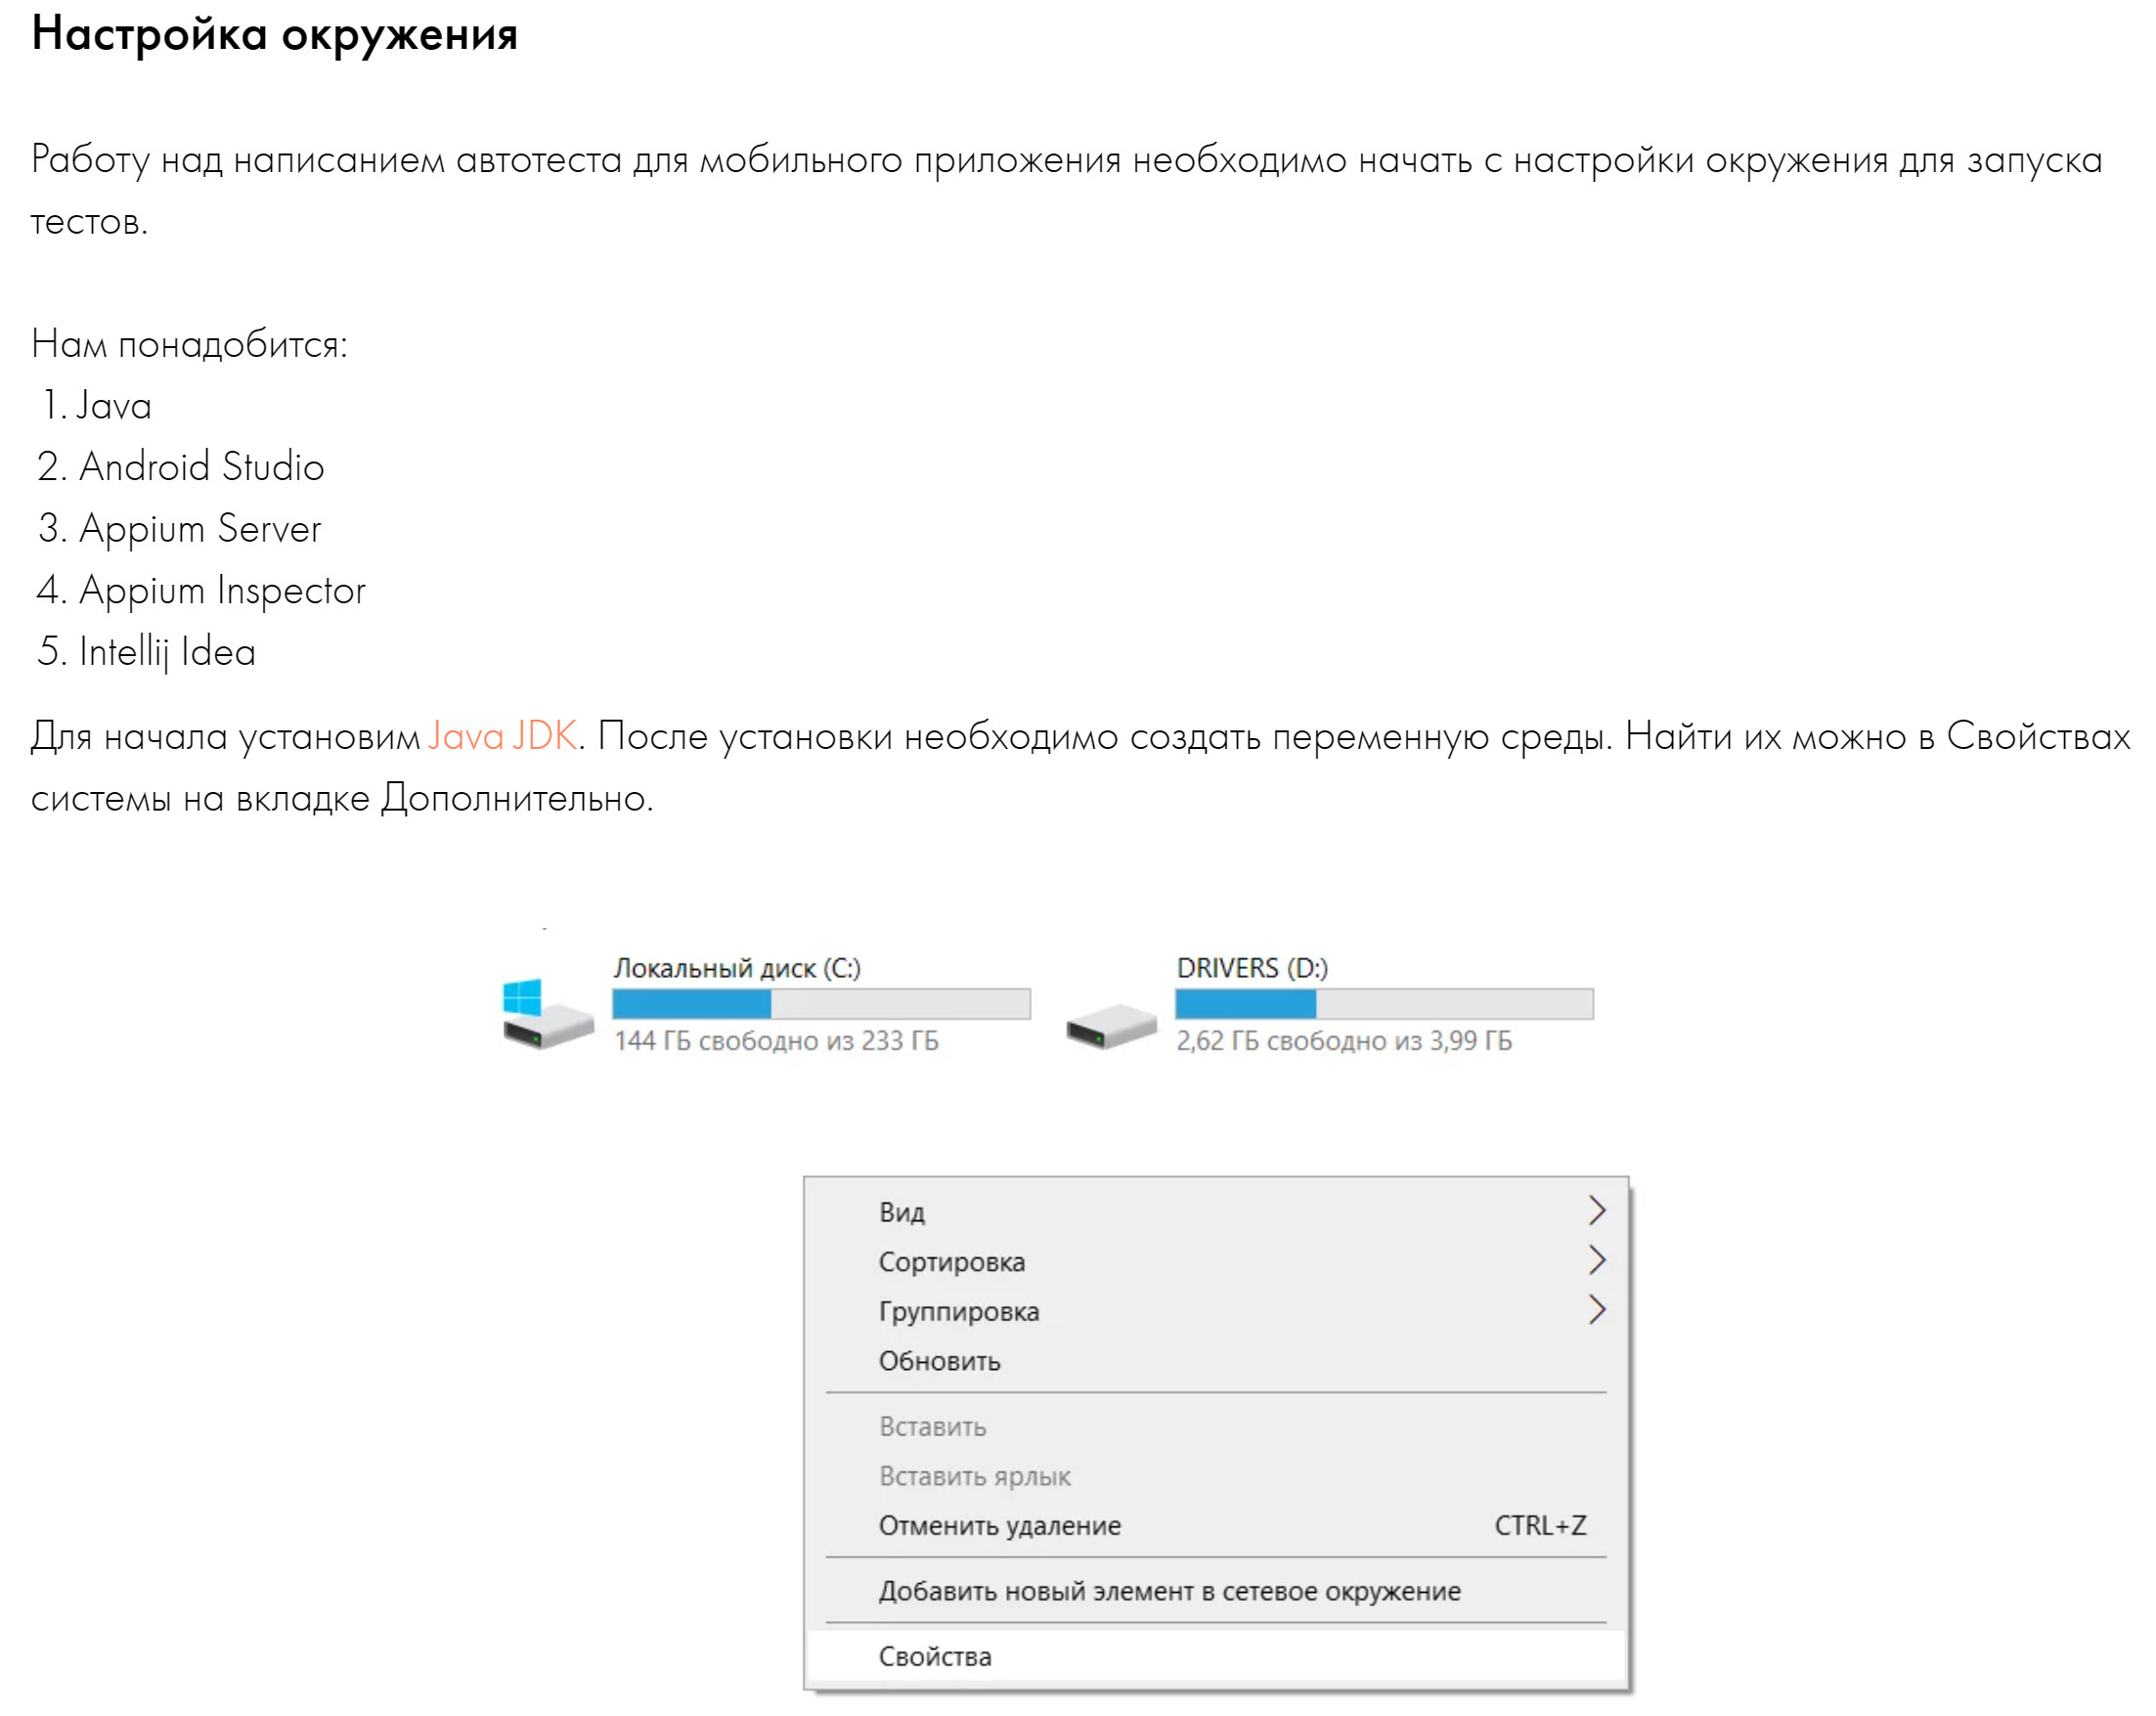 Настройка окружения
Работу над написанием автотеста для мобильного приложения необходимо начать с настройки окружения для запуска
тестов.
Нам понадобится:
1. Java
2. Android Studio
3. Appium Server
4. Appium Inspector
5. Intellij Idea
Для начала установим Java JDK. После установки необходимо создать переменную среды. Найти их можно в Свойствах
системы на вкладке Дополнительно.
Локальный диск (C:)
144 ГБ свободно из 233 ГБ
DRIVERS (D:)
2,62 ГБ свободно из 3,99 ГБ
Вид
Сортировка
Группировка
Обновить
Вставить
Вставить ярлык
Отменить удаление CTRL+Z
Добавить новый элемент в сетевое окружение
Свойства